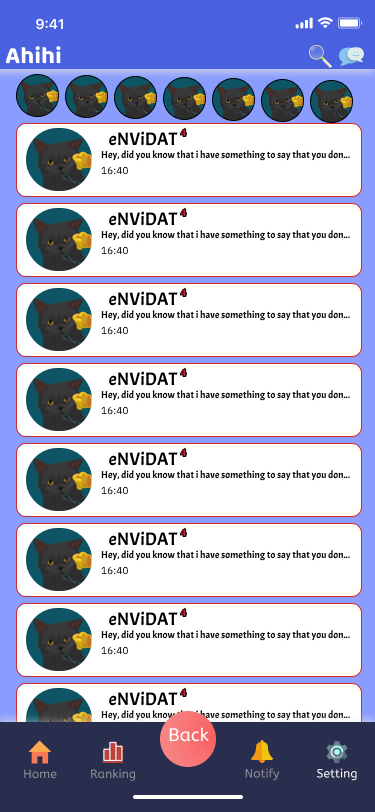 9:41
Ahihi
eNViDAT 4
Hey, did you know that i have something to say that you don...
16:40
eNViDAT 4
Hey, did you know that i have something to say that you don...
16:40
eNViDAT 4
Hey, did you know that i have something to say that you don...
16:40
eNViDAT 4
Hey, did you know that i have something to say that you don...
16:40
eNViDAT 4
Hey, did you know that i have something to say that you don...
16:40
eNViDAT 4
Hey, did you know that i have something to say that you don...
16:40
eNViDAT 4
Hey, did you know that i have something to say that you don...
16:40
eNViDAT 4
Hey, did you know that i have something to say that you don...
Back
Home Ranking Notify Setting